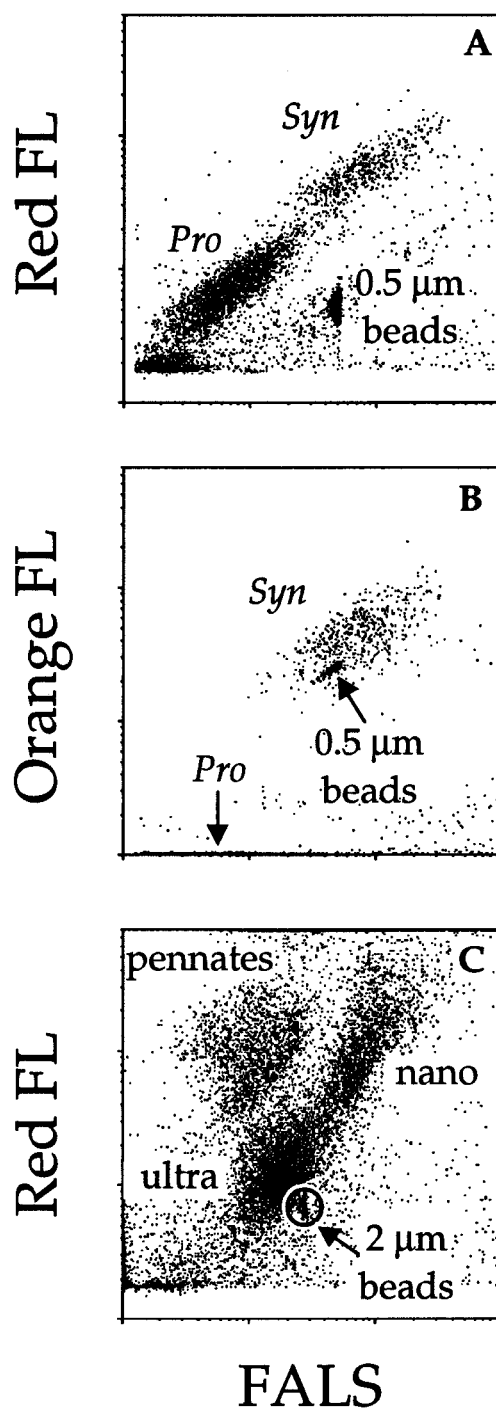 A
Red FL
Syn
Pro
0.5 μm
beads
B
Orange FL
Syn
0.5 μm
beads
Pro
C
Red FL
pennates
nano
ultra
2 μm
beads
FALS